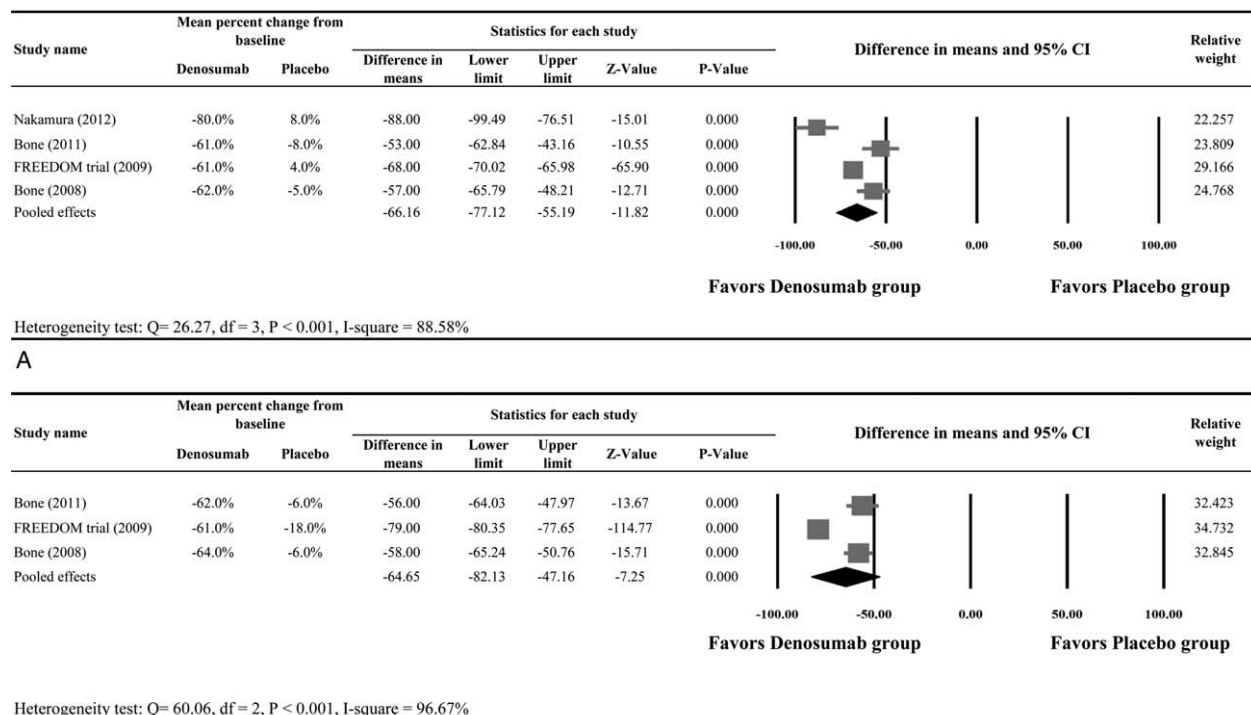 Study name Mean percent change from baseline Statistics for each study Difference in means and 95% CI Relative weight
Denosumab Placebo Difference in means Lower limit Upper limit Z-Value P-Value
Nakamura (2012) -80.0% 8.0% -88.00 -99.49 -76.51 -15.01 0.000 22.257
Bone (2011) -61.0% -8.0% -53.00 -62.84 -43.16 -10.55 0.000 23.809
FREEDOM trial (2009) -61.0% 4.0% -68.00 -70.02 -65.98 -65.90 0.000 29.166
Bone (2008) -62.0% -5.0% -57.00 -65.79 -48.21 -12.71 0.000 24.768
Pooled effects -66.16 -77.12 -55.19 -11.82 0.000
-100.00 -50.00 0.00 50.00 100.00
Favors Denosumab group Favors Placebo group
Heterogeneity test: Q= 26.27, df = 3, P < 0.001, I-square = 88.58%
A
Study name Mean percent change from baseline Statistics for each study Difference in means and 95% CI Relative weight
Denosumab Placebo Difference in means Lower limit Upper limit Z-Value P-Value
Bone (2011) -62.0% -6.0% -56.00 -64.03 -47.97 -13.67 0.000 32.423
FREEDOM trial (2009) -61.0% -18.0% -79.00 -80.35 -77.65 -114.77 0.000 34.732
Bone (2008) -64.0% -6.0% -58.00 -65.24 -50.76 -15.71 0.000 32.845
Pooled effects -64.65 -82.13 -47.16 -7.25 0.000
-100.00 -50.00 0.00 50.00 100.00
Favors Denosumab group Favors Placebo group
Heterogeneity test: Q= 60.06, df = 2, P < 0.001, I-square = 96.67%